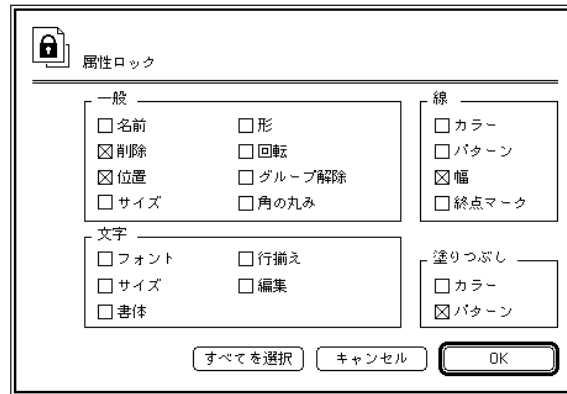 属性ロック
一般
名前
削除
位置
サイズ
形
回転
グループ解除
角の丸み
線
カラー
パターン
幅
終点マーク
文字
フォント
サイズ
書体
行揃え
編集
塗りつぶし
カラー
パターン
すべてを選択
キャンセル
OK